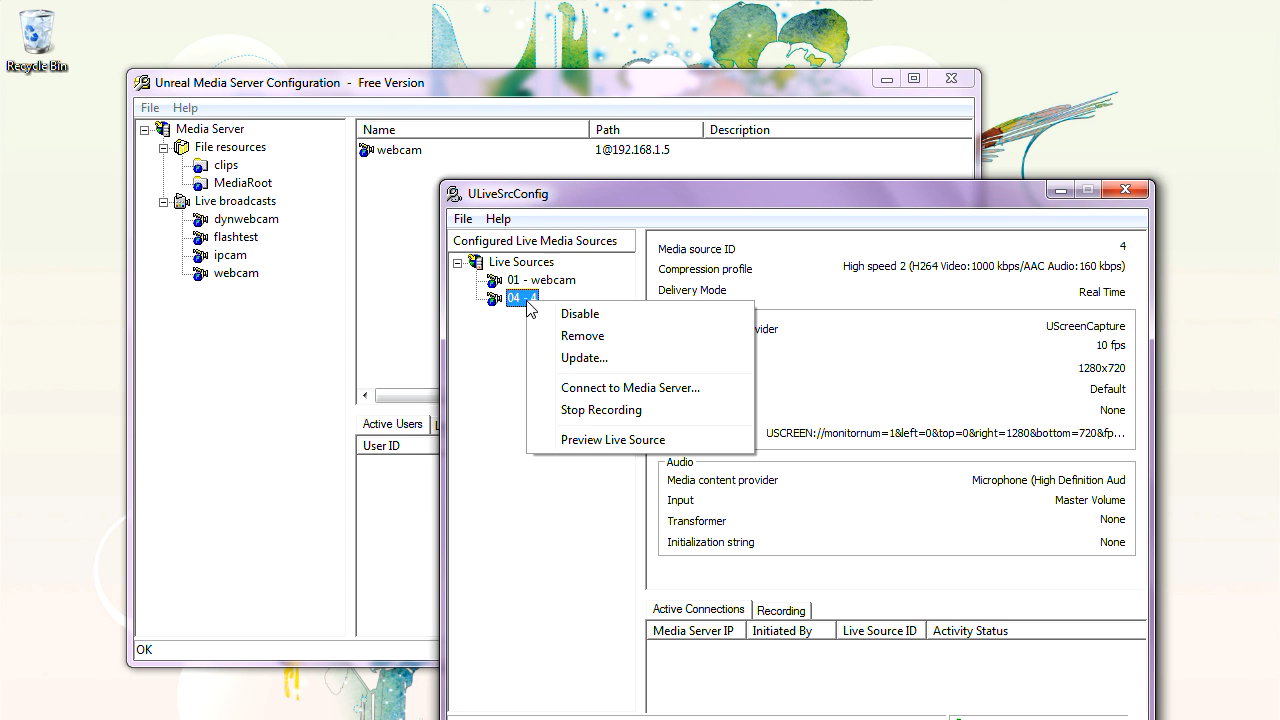 Recycle Bin
Unreal Media Server Configuration - Free Version
File Help
Media Server
File resources
clips
MediaRoot
Live broadcasts
dynwebcam
flashtest
ipcam
webcam
Name Path Description
webcam 1@192.168.1.5
Active Users
User ID
OK
ULiveSrcConfig
File Help
Configured Live Media Sources
Live Sources
01 - webcam
04 - 4
Disable
Remove
Update...
Connect to Media Server...
Stop Recording
Preview Live Source
Media source ID 4
Compression profile High speed 2 (H264 Video:1000 kbps/AAC Audio:160 kbps)
Delivery Mode Real Time
UScreenCapture
10 fps
1280x720
Default
None
USCREEN://monitornum=1&left=0&top=0&right=1280&bottom=720&fp...
Audio
Media content provider Microphone (High Definition Aud
Input Master Volume
Transformer None
Initialization string None
Active Connections Recording
Media Server IP Initiated By Live Source ID Activity Status